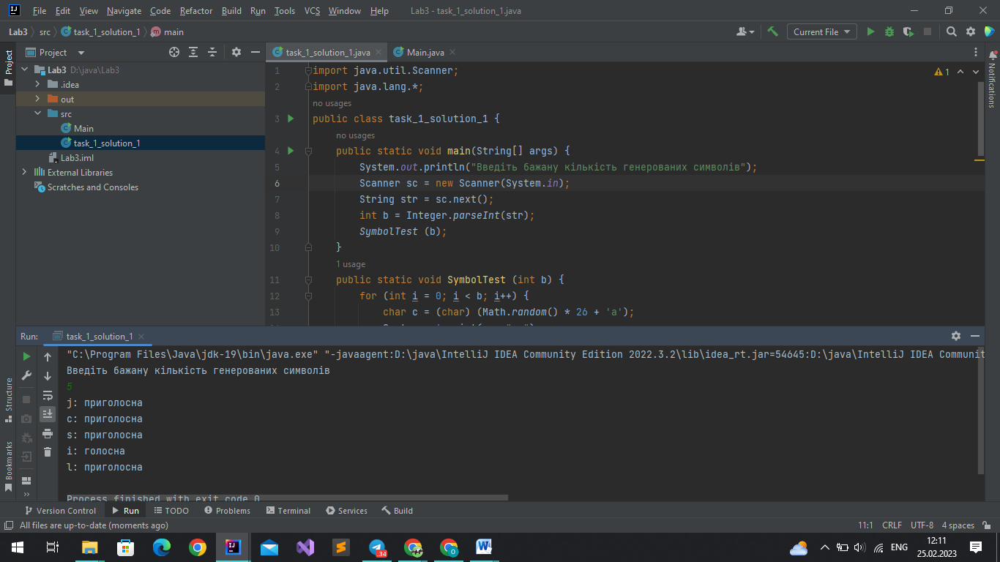 File Edit View Navigate Code Refactor Build Run Tools VCS Window Help Lab3 - task_1_solution_1.java
Lab3 src task_1_solution_1 main Current File
Project task_1_solution_1.java Main.java
Project
Notifications
Lab3 D:\java\Lab3
.idea
out
src
Main
task_1_solution_1
Lab3.iml
External Libraries
Scratches and Consoles
1 import java.util.Scanner; 1
2 import java.lang.*;
no usages
3 public class task_1_solution_1 {
no usages
4 public static void main(String[] args) {
5 System.out.println("Введіть бажану кількість генерованих символів");
6 Scanner sc = new Scanner(System.in);
7 String str = sc.next();
8 int b = Integer.parseInt(str);
9 SymbolTest (b);
10 }
1 usage
11 public static void SymbolTest (int b) {
12 for (int i = 0; i < b; i++) {
13 char c = (char) (Math.random() * 26 + 'a');
Run: task_1_solution_1
"C:\Program Files\Java\jdk-19\bin\java.exe" "-javaagent:D:\java\IntelliJ IDEA Community Edition 2022.3.2\lib\idea_rt.jar=54645:D:\java\IntelliJ IDEA Communit
Введіть бажану кількість генерованих символів
5
j: приголосна
c: приголосна
s: приголосна
i: голосна
l: приголосна
Process finished with exit code 0
Structure
Bookmarks
Version Control Run TODO Problems Terminal Services Build
All files are up-to-date (moments ago) 11:1 CRLF UTF-8 4 spaces
34 ENG 12:11
25.02.2023